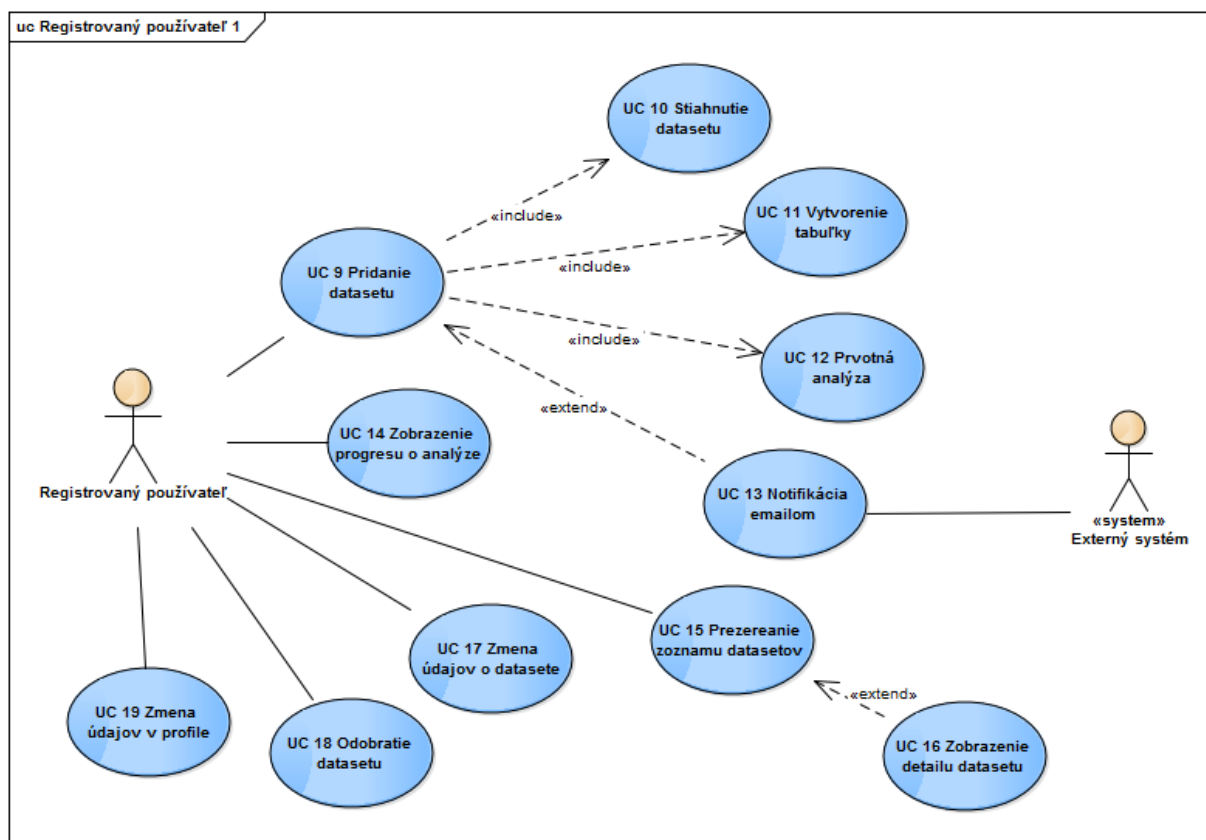 uc Registrovaný používateľ 1
UC 10 Stiahnutie
datasetu
UC 11 Vytvorenie
tabuľky
«include»
UC 9 Pridanie
datasetu
«include»
«include»
UC 12 Prvotná
analýza
«extend»
UC 14 Zobrazenie
progresu o analýze
Registrovaný používateľ
UC 13 Notifikácia
emailom
«system»
Externý systém
UC 15 Prezereanie
zoznamu datasetov
UC 17 Zmena
údajov o datasete
«extend»
UC 19 Zmena
údajov v profile
UC 18 Odobratie
datasetu
UC 16 Zobrazenie
detailu datasetu